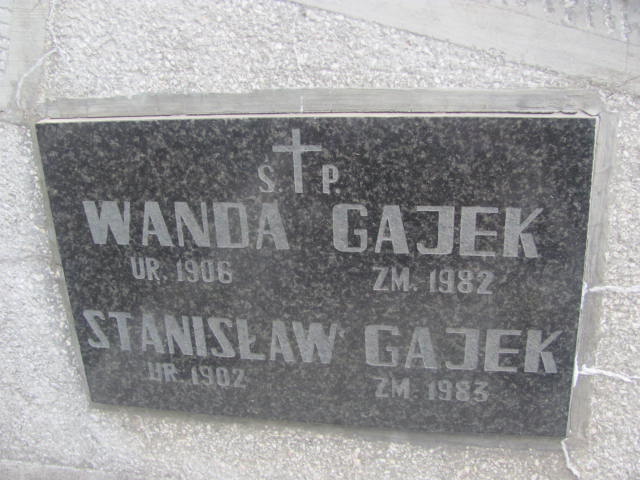 S. P.
WANDA GAJEK
UR. 1906 ZM. 1982
STANISŁAW GAJEK
UR. 1902 ZM. 1983